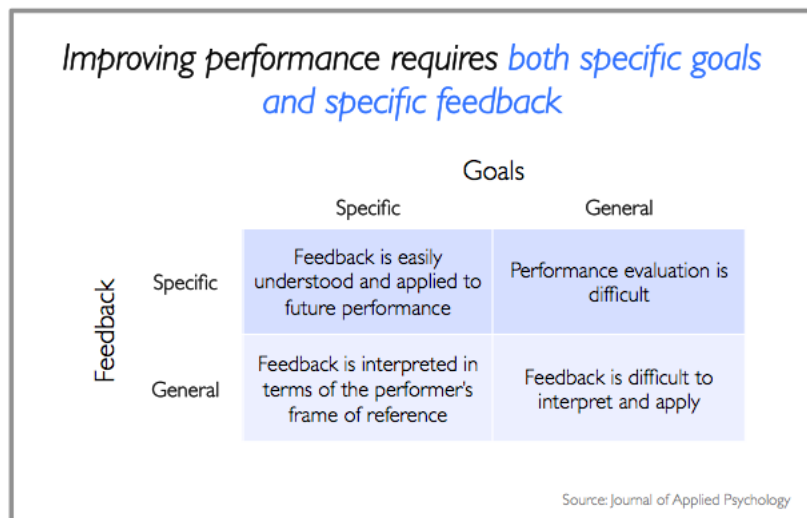 Improving performance requires both specific goals
and specific feedback
Goals
Specific
General
Feedback
Specific
Feedback is easily
understood and applied to
future performance
Performance evaluation is
difficult
General
Feedback is interpreted in
terms of the performer's
frame of reference
Feedback is difficult to
interpret and apply
Source: Journal of Applied Psychology